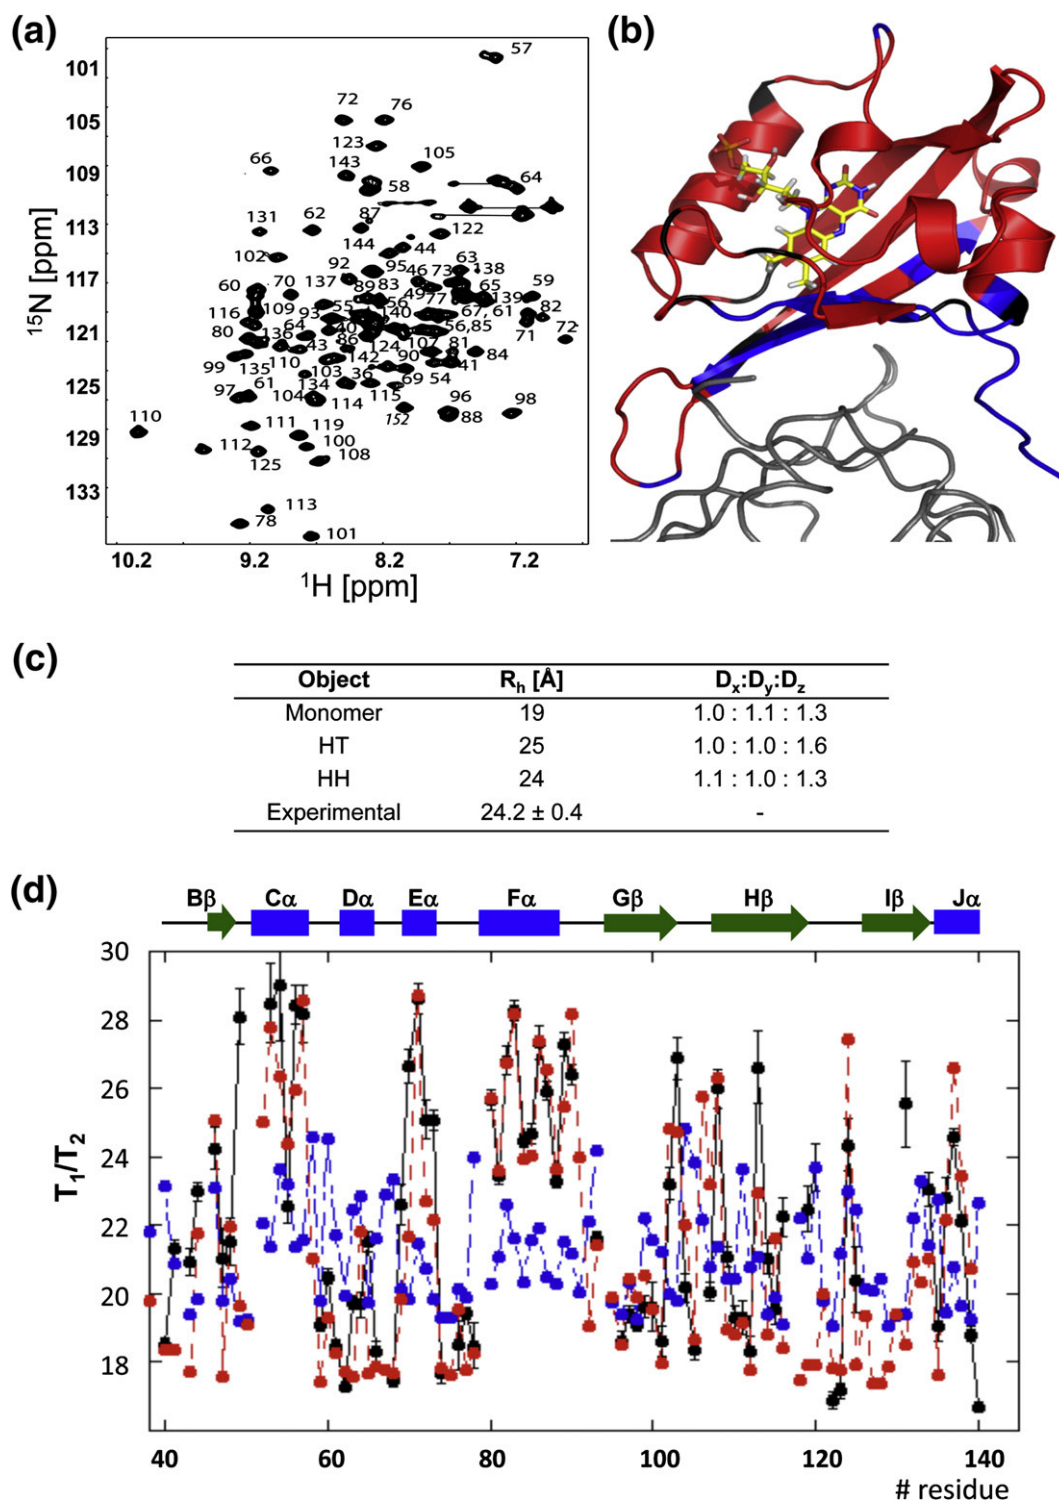 (a)
(b)
101
105
109
113
117
121
125
129
133
15N [ppm]
10.2 9.2 8.2 7.2
1H [ppm]
57
72 76
123
143 105
66
58 64
131 62 87
122
102 144 44
92 95 46 73 63 138
60 70 137 89 83 49 65 59
116 109 93 55 56 77 139 82
80 64 40 140 67, 61 71 72
136 43 86 56,85
99 135 110 142 124 90 107 81 84
97 61 103 36 69 54 41
104 134 115 96 98
110 114 152 88
111 119
112 100
125 108
113
78
101
(c)
Object Rh [Å] Dx:Dy:Dz
Monomer 19 1.0 : 1.1 : 1.3
HT 25 1.0 : 1.0 : 1.6
HH 24 1.1 : 1.0 : 1.3
Experimental 24.2 ± 0.4 -
(d)
Bβ Cα Dα Eα Fα Gβ Hβ Iβ Jα
30
28
26
24
22
20
18
T1/T2
40 60 80 100 120 140
# residue